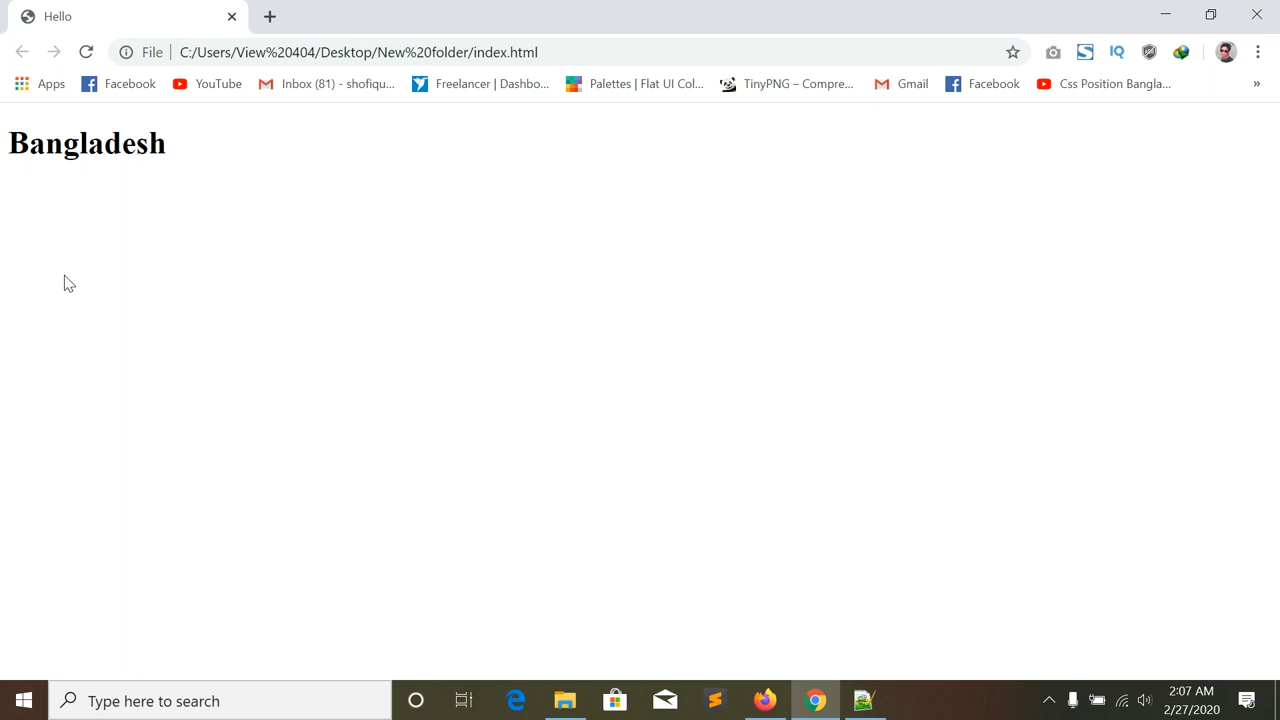 Hello
File C:/Users/View%20404/Desktop/New%20folder/index.html
Apps Facebook YouTube Inbox (81) - shofiqu... Freelancer | Dashbo... Palettes | Flat UI Col... TinyPNG – Compre... Gmail Facebook Css Position Bangla... »
Bangladesh
Type here to search
2:07 AM
2/27/2020